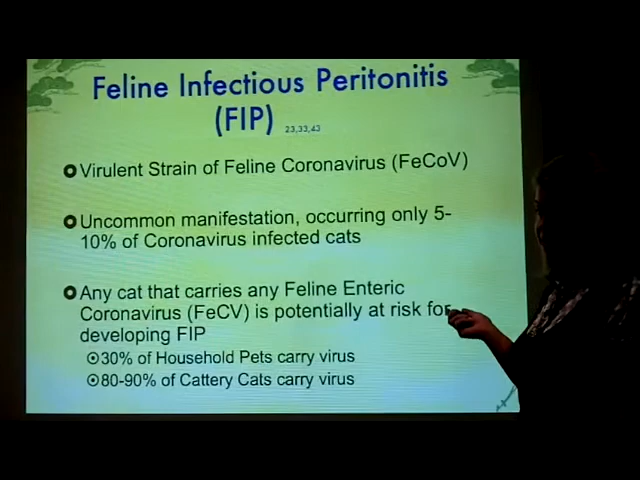 Feline Infectious Peritonitis
(FIP) 23,33,43
Virulent Strain of Feline Coronavirus (FeCoV)
Uncommon manifestation, occurring only 5-
10% of Coronavirus infected cats
Any cat that carries any Feline Enteric
Coronavirus (FeCV) is potentially at risk for
developing FIP
30% of Household Pets carry virus
80-90% of Cattery Cats carry virus